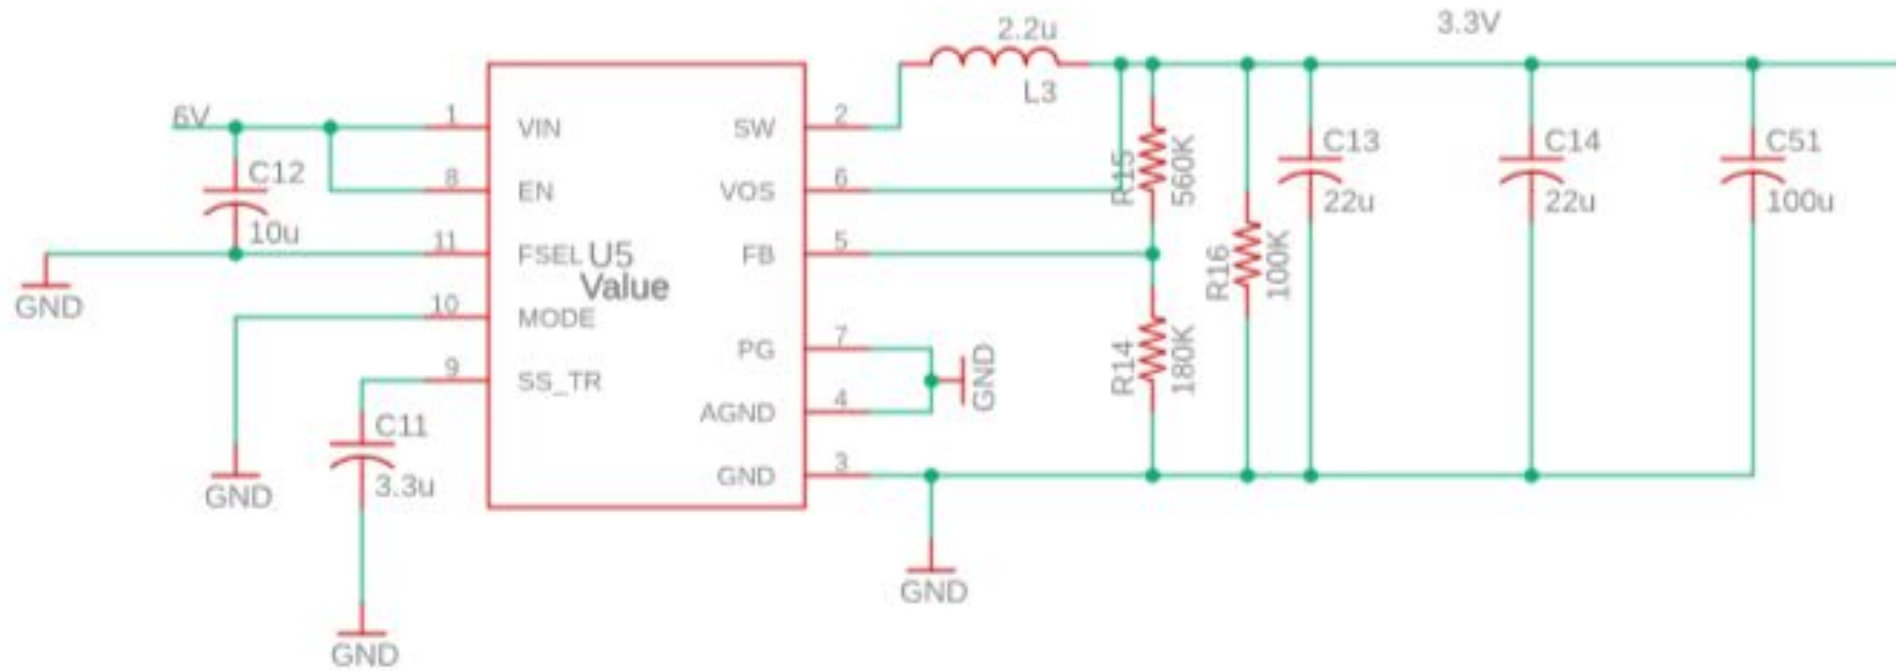 2.2u
L3
3.3V
6V
1
VIN
SW
2
C12
10u
8
EN
VOS
6
R15
560K
C13
22u
C14
22u
C51
100u
11
FSEL
U5
Value
FB
5
R16
100K
GND
10
MODE
PG
7
GND
R14
180K
9
SS_TR
AGND
4
C11
3.3u
GND
GND
3
GND
GND